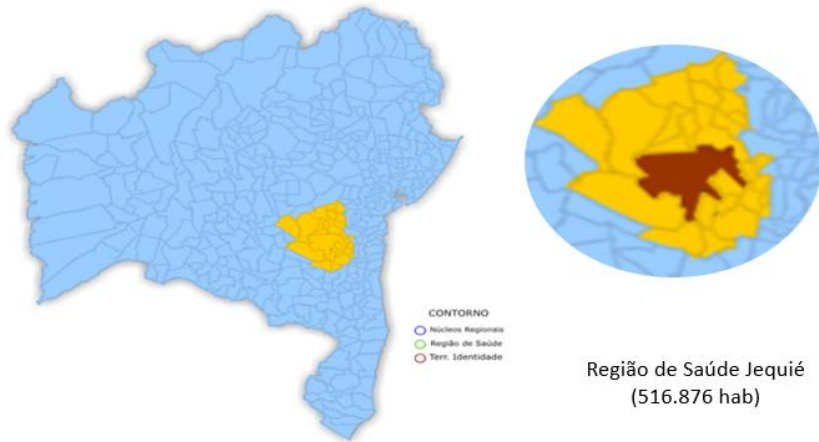 CONTORNO
Núcleos Regionais
Região de Saúde
Terr. Identidade
Região de Saúde Jequié
(516.876 hab)